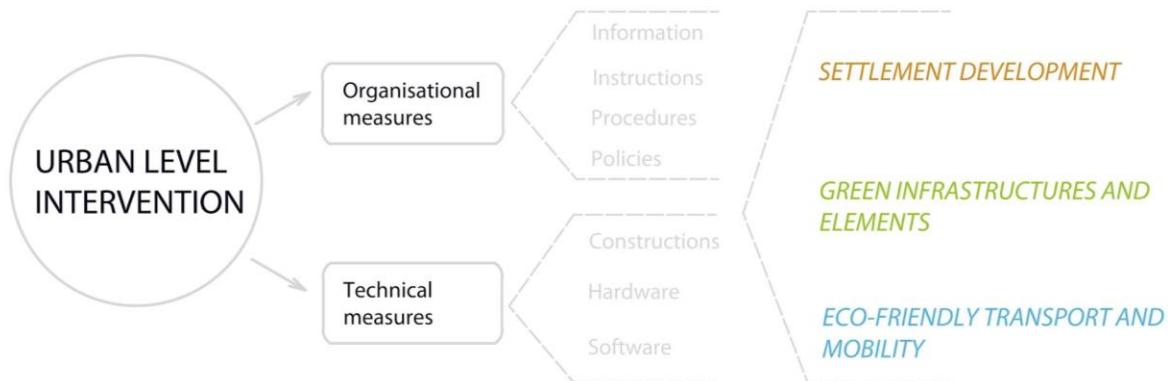 URBAN LEVEL
INTERVENTION
Organisational
measures
Technical
measures
Information
Instructions
Procedures
Policies
Constructions
Hardware
Software
SETTLEMENT DEVELOPMENT
GREEN INFRASTRUCTURES AND
ELEMENTS
ECO-FRIENDLY TRANSPORT AND
MOBILITY